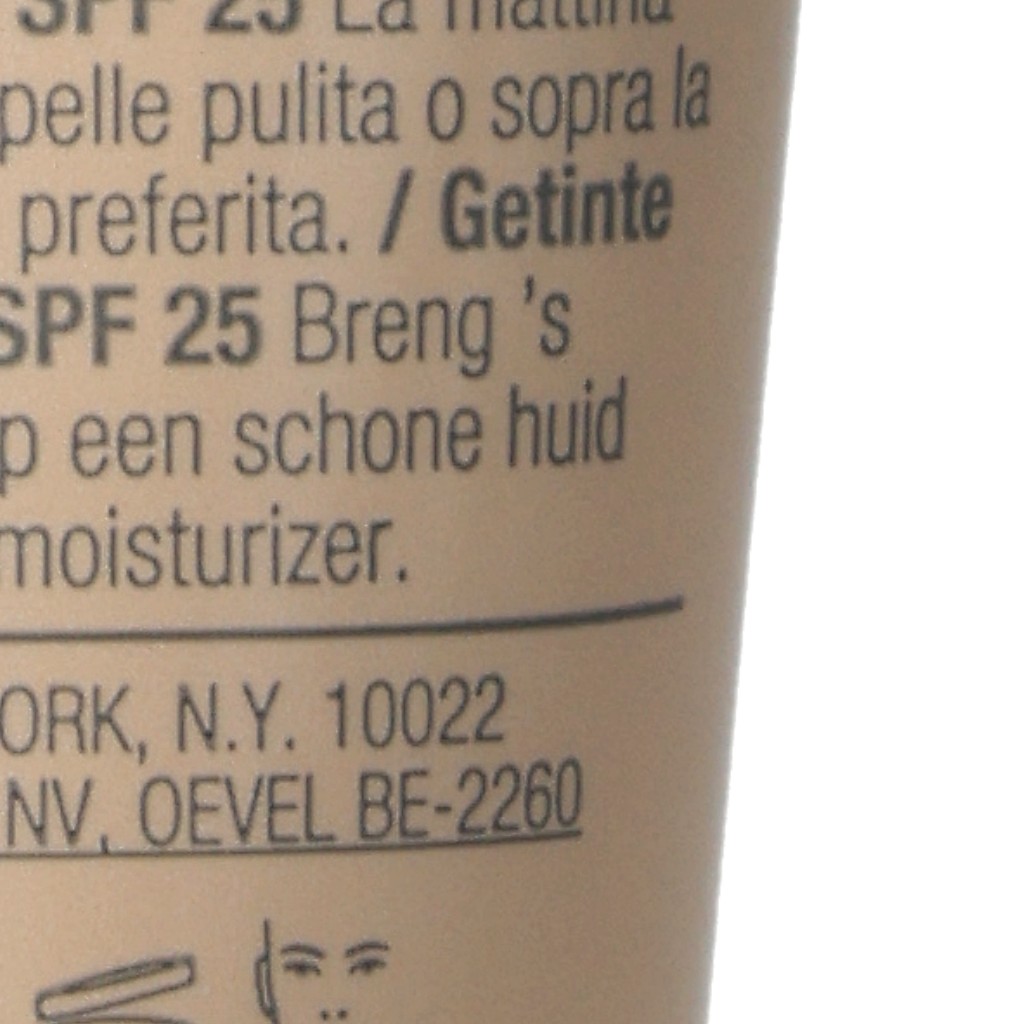 SPF 25 La mattina
pelle pulita o sopra la
preferita. / Getinte
SPF 25 Breng 's
p een schone huid
moisturizer.
ORK, N.Y. 10022
NV, OEVEL BE-2260